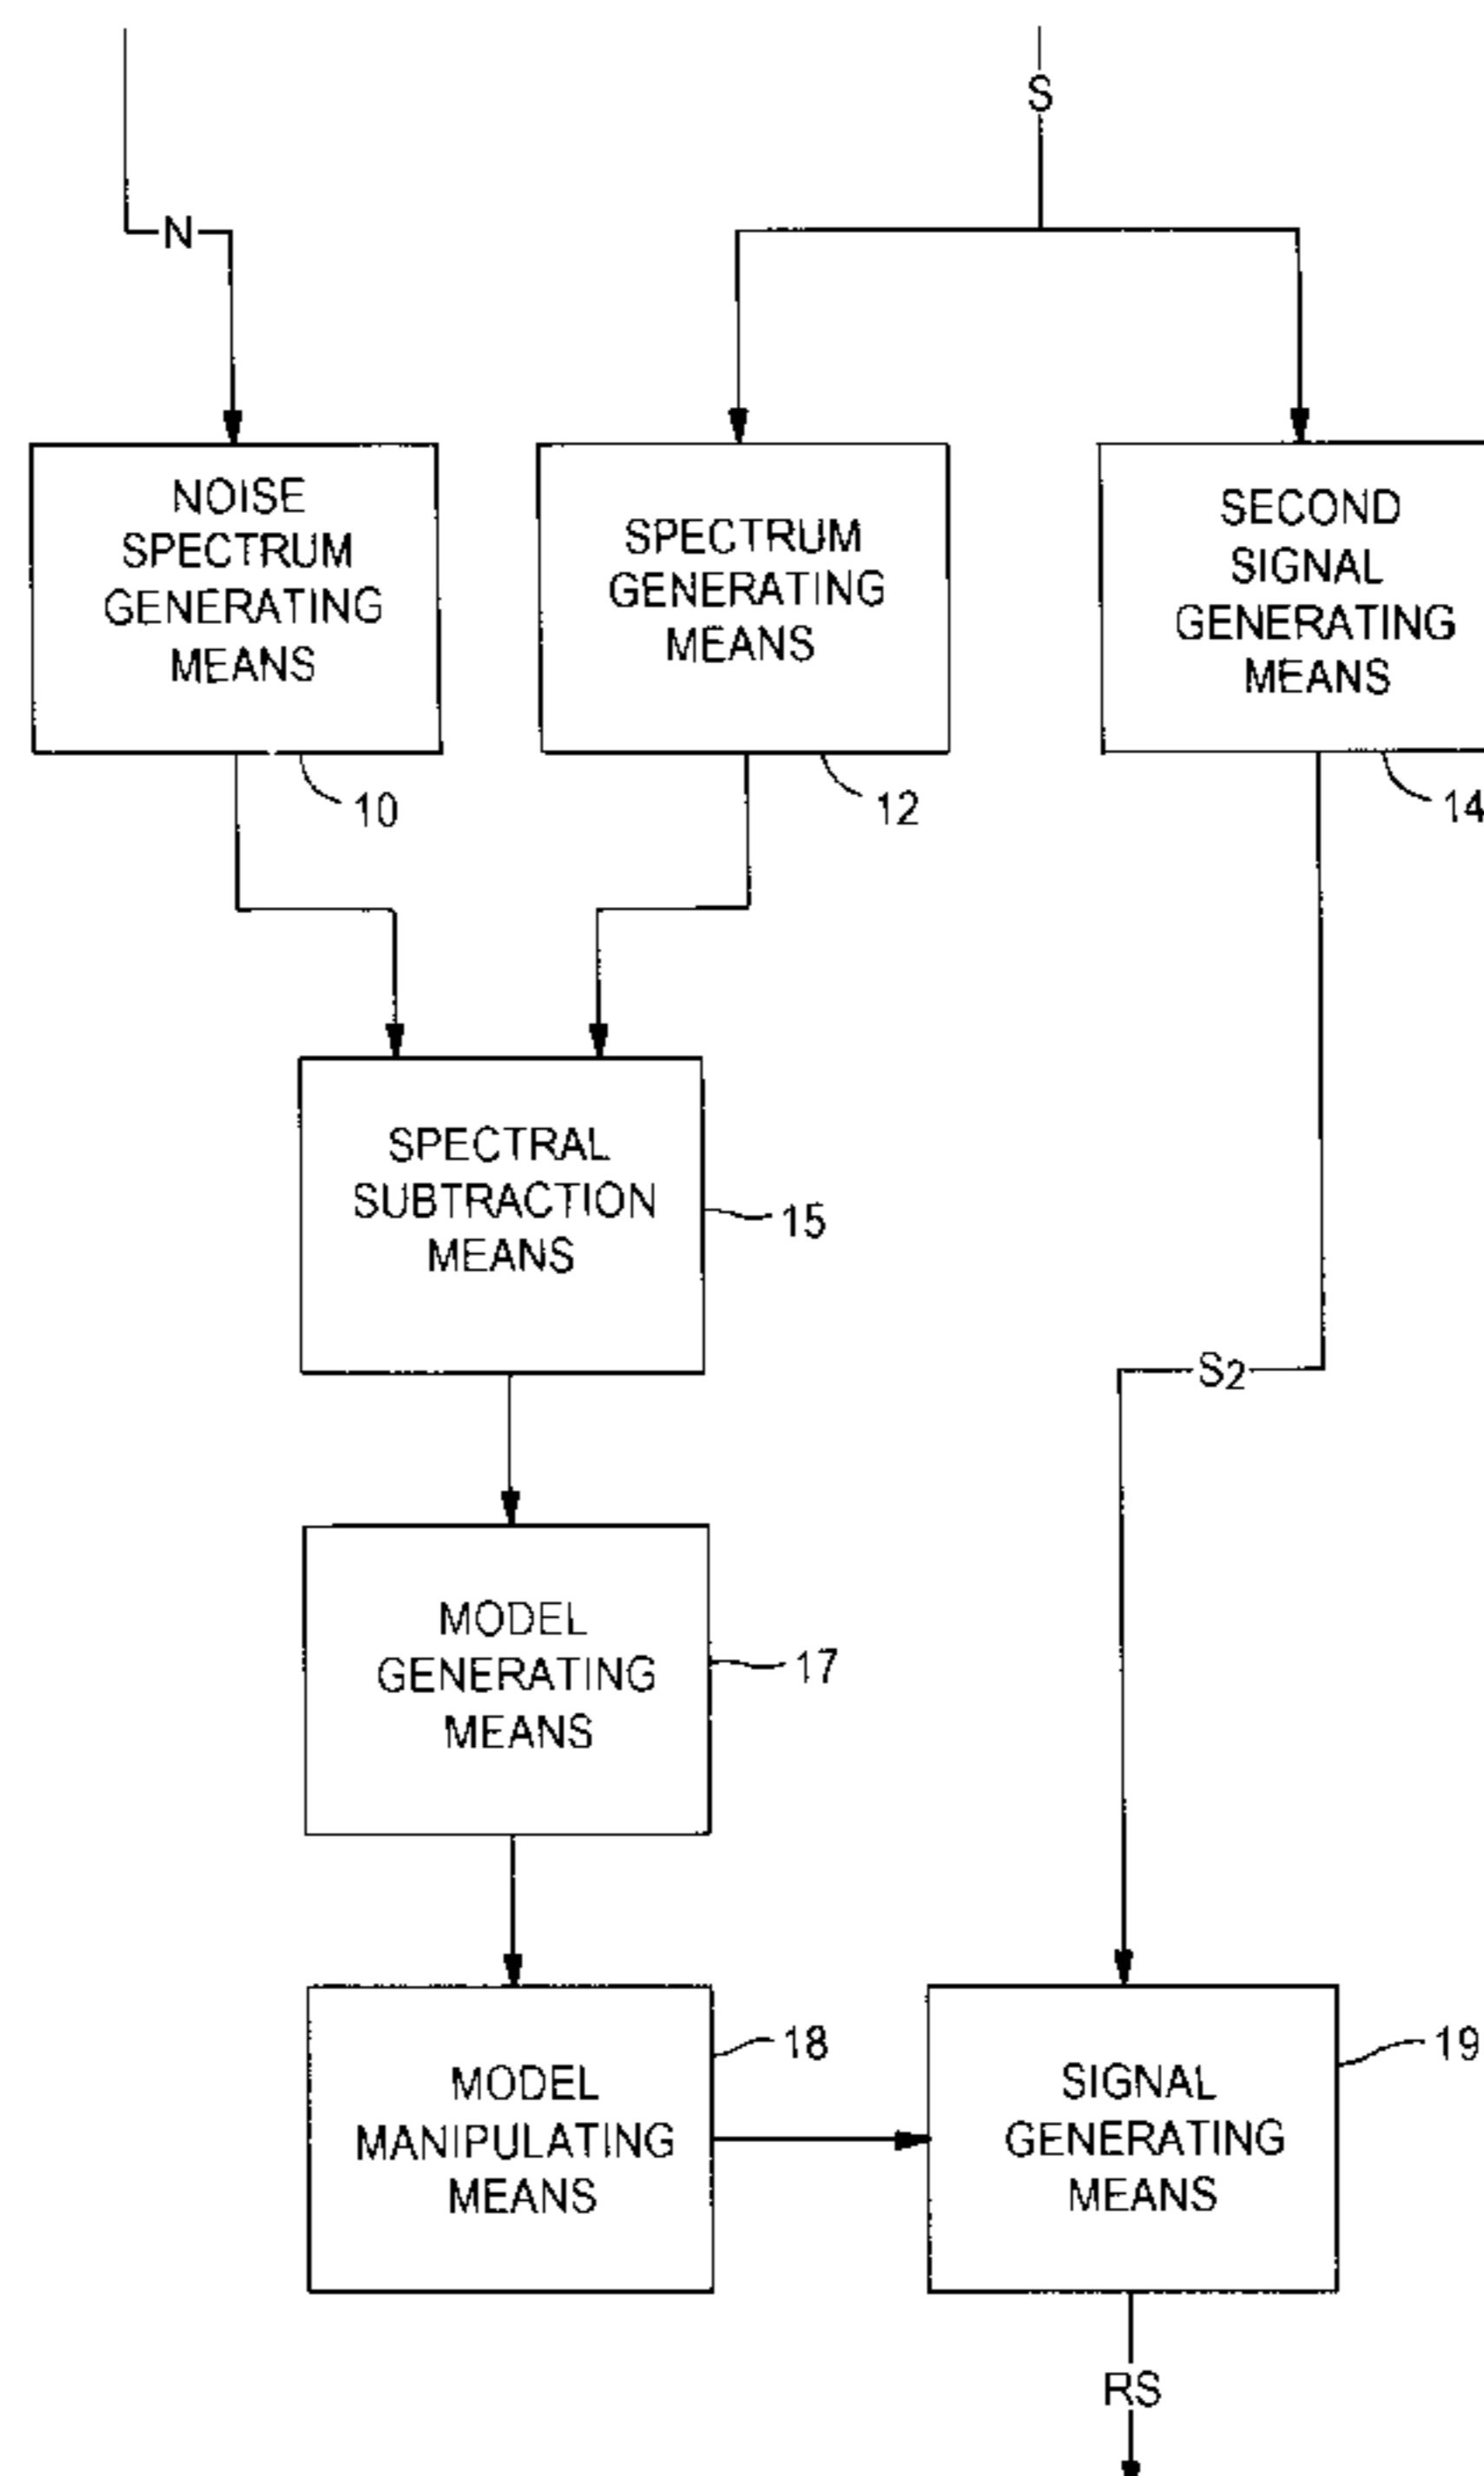 S
N
NOISE
SPECTRUM
GENERATING
MEANS
10
SPECTRUM
GENERATING
MEANS
12
SECOND
SIGNAL
GENERATING
MEANS
14
SPECTRAL
SUBTRACTION
MEANS
15
S2
MODEL
GENERATING
MEANS
17
MODEL
MANIPULATING
MEANS
18
SIGNAL
GENERATING
MEANS
19
RS